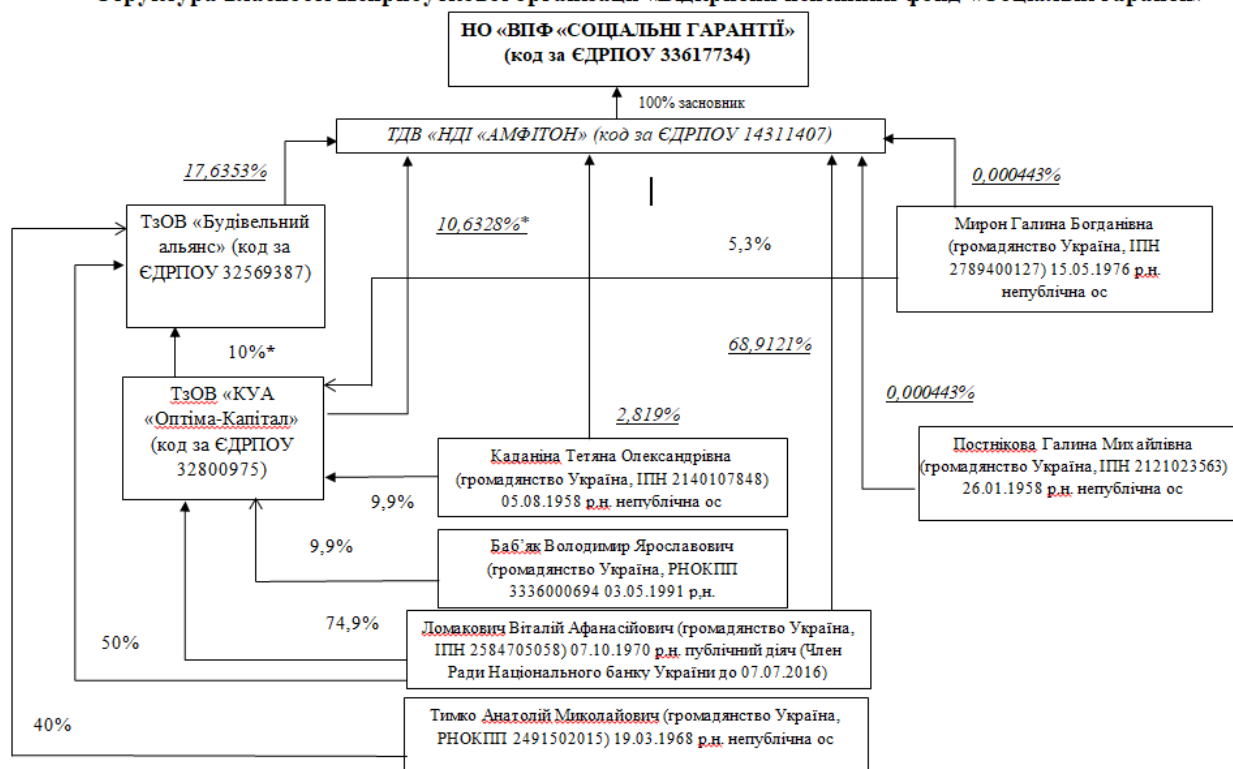 НО «ВПФ «СОЦІАЛЬНІ ГАРАНТІЇ»
(код за ЄДРПОУ 33617734)
100% засновник
ТДВ «НДІ «АМФІТОН» (код за ЄДРПОУ 14311407)
17,6353%
10,6328%*
0,000443%
ТзОВ «Будівельний
альянс» (код за
ЄДРПОУ 32569387)
5,3%
Мирон Галина Богданівна
(громадянство Україна, ІПН
2789400127) 15.05.1976 р.н.
непублічна ос
10%*
68,9121%
ТзОВ «КУА
«Оптіма-Капітал»
(код за ЄДРПОУ
32800975)
2,819%
0,000443%
Каданіна Тетяна Олександрівна
(громадянство Україна, ІПН 2140107848)
05.08.1958 р.н. непублічна ос
9,9%
Постнікова Галина Михайлівна
(громадянство Україна, ІПН 2121023563)
26.01.1958 р.н. непублічна ос
9,9%
Баб’як Володимир Ярославович
(громадянство Україна, РНОКПП
3336000694 03.05.1991 р,н.
74,9%
50%
Ломакович Віталій Афанасійович (громадянство Україна,
ІПН 2584705058) 07.10.1970 р.н. публічний діяч (Член
Ради Національного банку України до 07.07.2016)
40%
Тимко Анатолій Миколайович (громадянство Україна,
РНОКПП 2491502015) 19.03.1968 р.н. непублічна ос